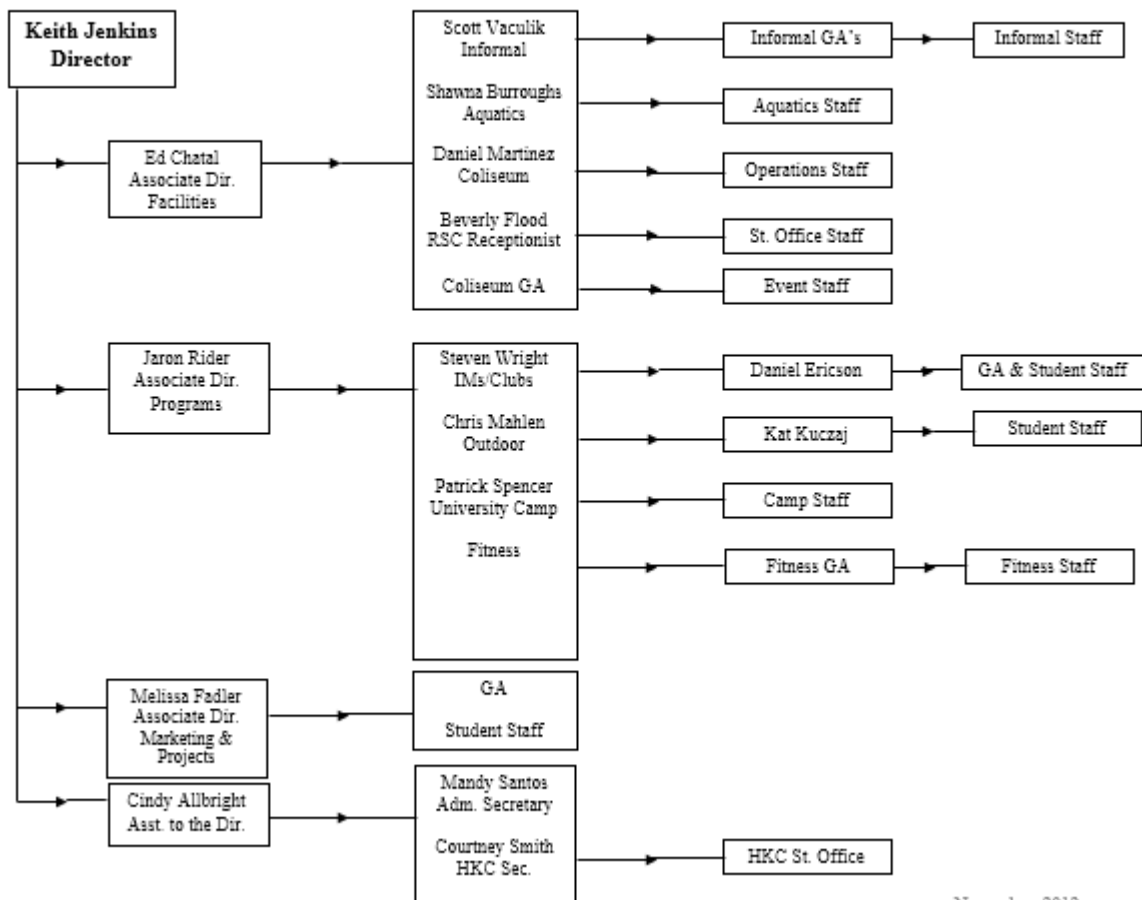 Keith Jenkins
Director
Scott Vaculik
Informal
Shawna Burroughs
Aquatics
Daniel Martinez
Coliseum
Beverly Flood
RSC Receptionist
Coliseum GA
Informal GA's
Informal Staff
Aquatics Staff
Operations Staff
St. Office Staff
Event Staff
Ed Chatal
Associate Dir.
Facilities
Jaron Rider
Associate Dir.
Programs
Steven Wright
IMs/Clubs
Chris Mahlen
Outdoor
Patrick Spencer
University Camp
Fitness
Daniel Ericson
GA & Student Staff
Kat Kuczaj
Student Staff
Camp Staff
Fitness GA
Fitness Staff
Melissa Fadler
Associate Dir.
Marketing &
Projects
GA
Student Staff
Cindy Allbright
Asst. to the Dir.
Mandy Santos
Adm. Secretary
Courtney Smith
HKC Sec.
HKC St. Office